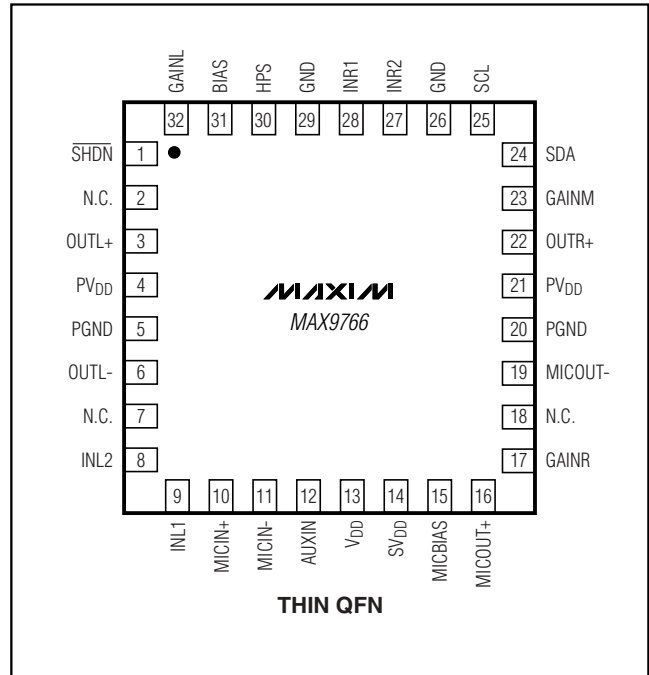 GAINL BIAS HPS GND INR1 INR2 GND SCL
32 31 30 29 28 27 26 25
S̅H̅D̅N̅ 1 24 SDA
N.C. 2 23 GAINM
OUTL+ 3 22 OUTR+
PVDD 4 21 PVDD
MAXIM
PGND 5 MAX9766 20 PGND
OUTL- 6 19 MICOUT-
N.C. 7 18 N.C.
INL2 8 17 GAINR
9 10 11 12 13 14 15 16
INL1 MICIN+ MICIN- AUXIN VDD SVDD MICBIAS MICOUT+
THIN QFN